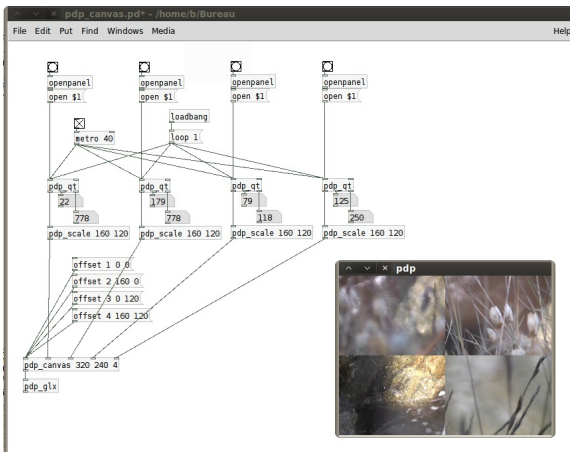 pdp_canvas.pd* - /home/b/Bureau
File Edit Put Find Windows Media Help
openpanel openpanel openpanel openpanel
open $1 open $1 open $1 open $1
loadbang
metro 40 loop 1
pdp_qt pdp_qt pdp_qt pdp_qt
22 179 79 125
778 778 118 250
pdp_scale 160 120 pdp_scale 160 120 pdp_scale 160 120 pdp_scale 160 120
offset 1 0 0
pdp
offset 2 160 0
offset 3 0 120
offset 4 160 120
pdp_canvas 320 240 4
pdp_glx